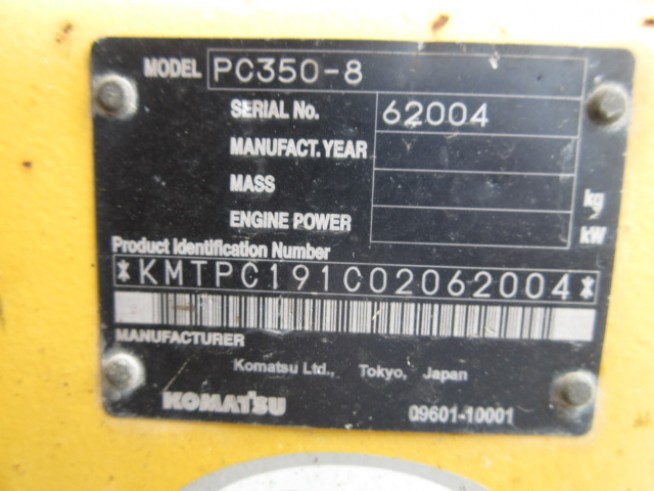 MODEL PC350-8
SERIAL No. 62004
MANUFACT. YEAR
MASS kg
ENGINE POWER kW
Product Identification Number
*KMTPC191C02062004*
MANUFACTURER
Komatsu Ltd., Tokyo, Japan
KOMATSU 09601-10001